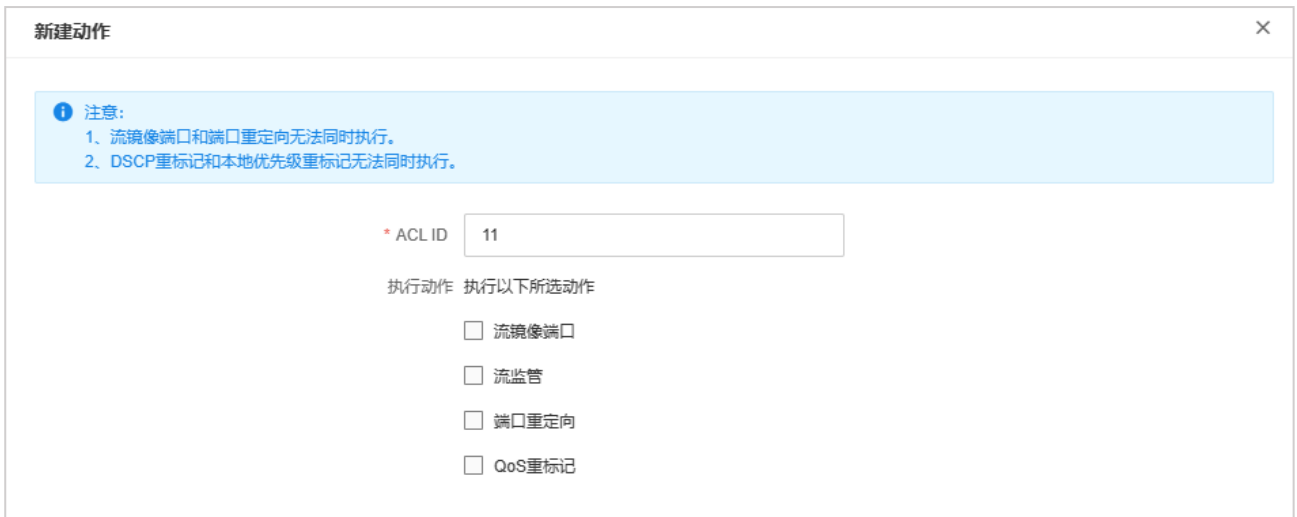 新建动作
注意:
1、流镜像端口和端口重定向无法同时执行。
2、DSCP重标记和本地优先级重标记无法同时执行。
* ACL ID 11
执行动作 执行以下所选动作
流镜像端口
流监管
端口重定向
QoS重标记